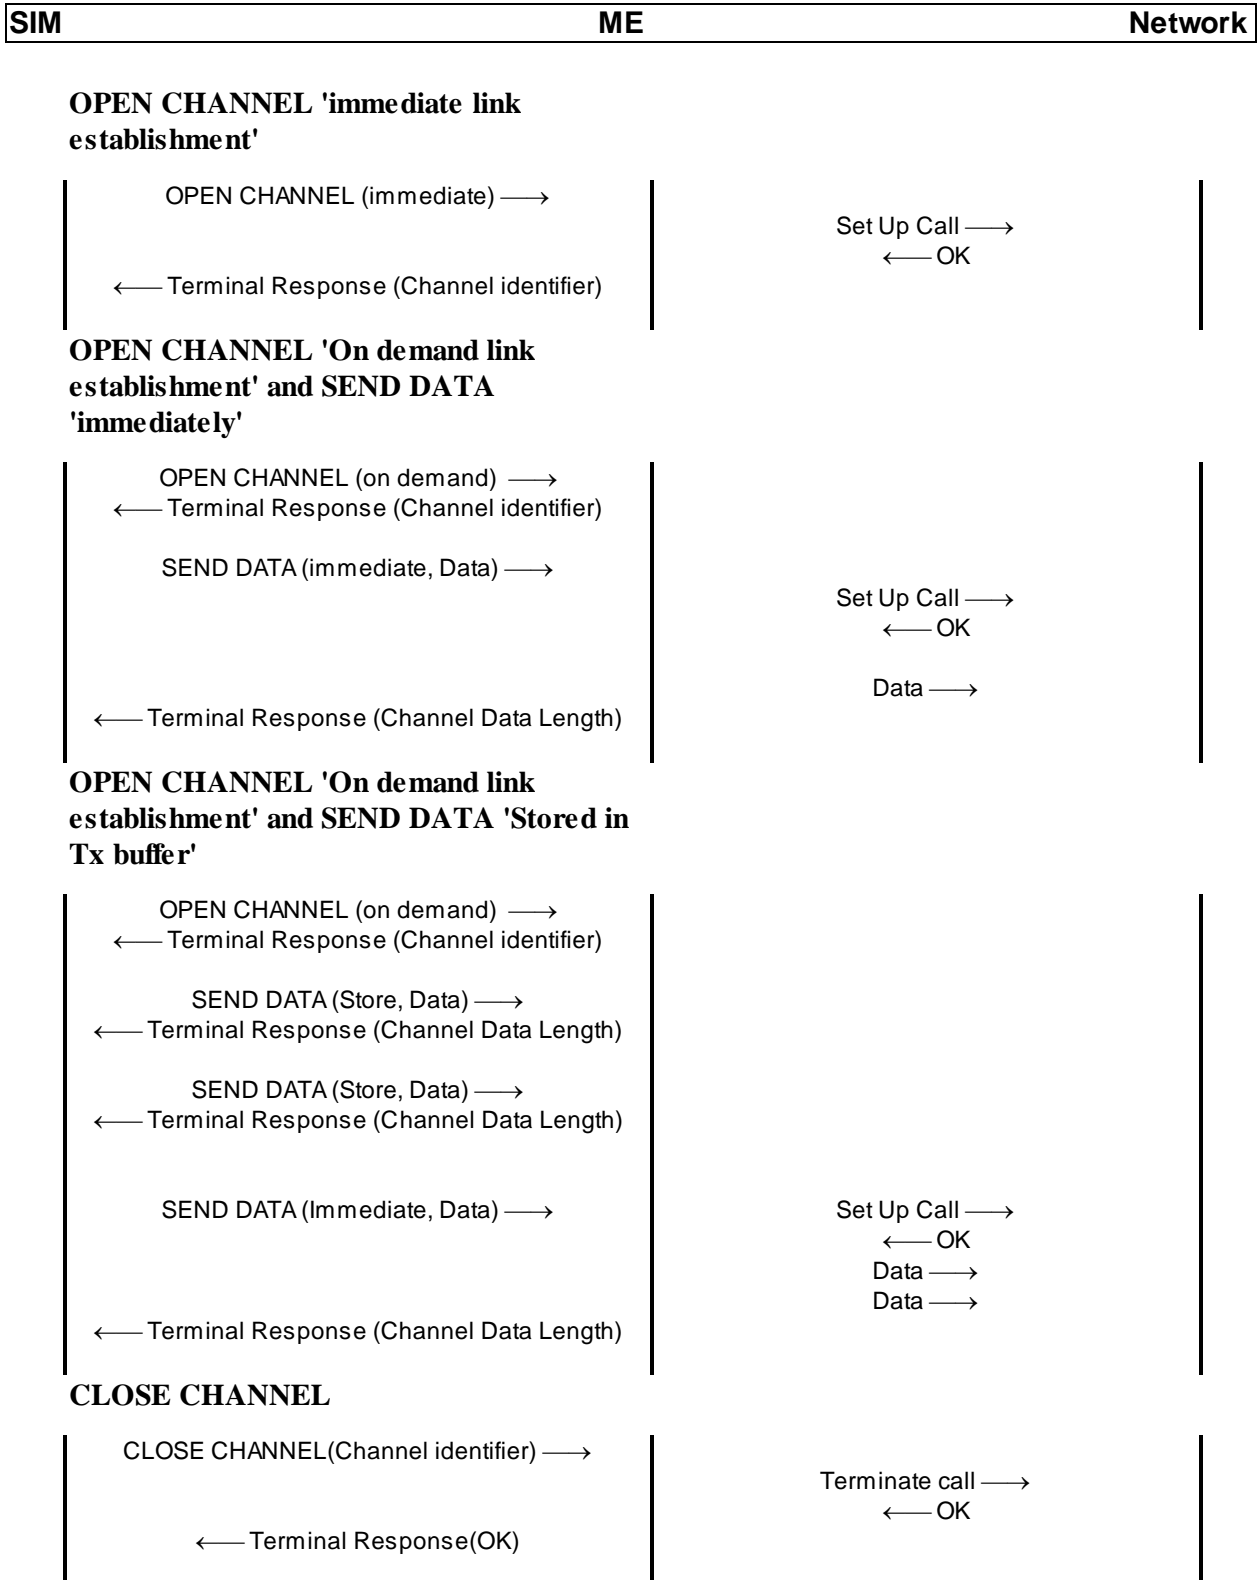 SIM ME Network
OPEN CHANNEL 'immediate link
establishment'
OPEN CHANNEL (immediate) ⟶
Set Up Call ⟶
⟵ OK
⟵ Terminal Response (Channel identifier)
OPEN CHANNEL 'On demand link
establishment' and SEND DATA
'immediately'
OPEN CHANNEL (on demand) ⟶
⟵ Terminal Response (Channel identifier)
SEND DATA (immediate, Data) ⟶
Set Up Call ⟶
⟵ OK
Data ⟶
⟵ Terminal Response (Channel Data Length)
OPEN CHANNEL 'On demand link
establishment' and SEND DATA 'Stored in
Tx buffer'
OPEN CHANNEL (on demand) ⟶
⟵ Terminal Response (Channel identifier)
SEND DATA (Store, Data) ⟶
⟵ Terminal Response (Channel Data Length)
SEND DATA (Store, Data) ⟶
⟵ Terminal Response (Channel Data Length)
SEND DATA (Immediate, Data) ⟶ Set Up Call ⟶
⟵ OK
Data ⟶
Data ⟶
⟵ Terminal Response (Channel Data Length)
CLOSE CHANNEL
CLOSE CHANNEL(Channel identifier) ⟶
Terminate call ⟶
⟵ OK
⟵ Terminal Response(OK)